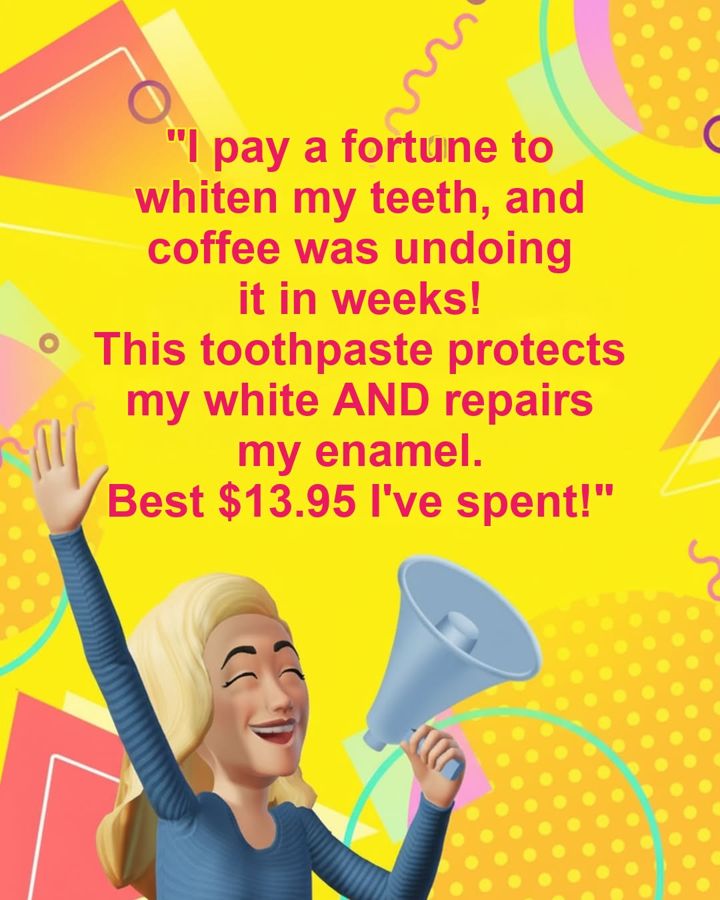 "I pay a fortune to
whiten my teeth, and
coffee was undoing
it in weeks!
This toothpaste protects
my white AND repairs
my enamel.
Best $13.95 I've spent!"